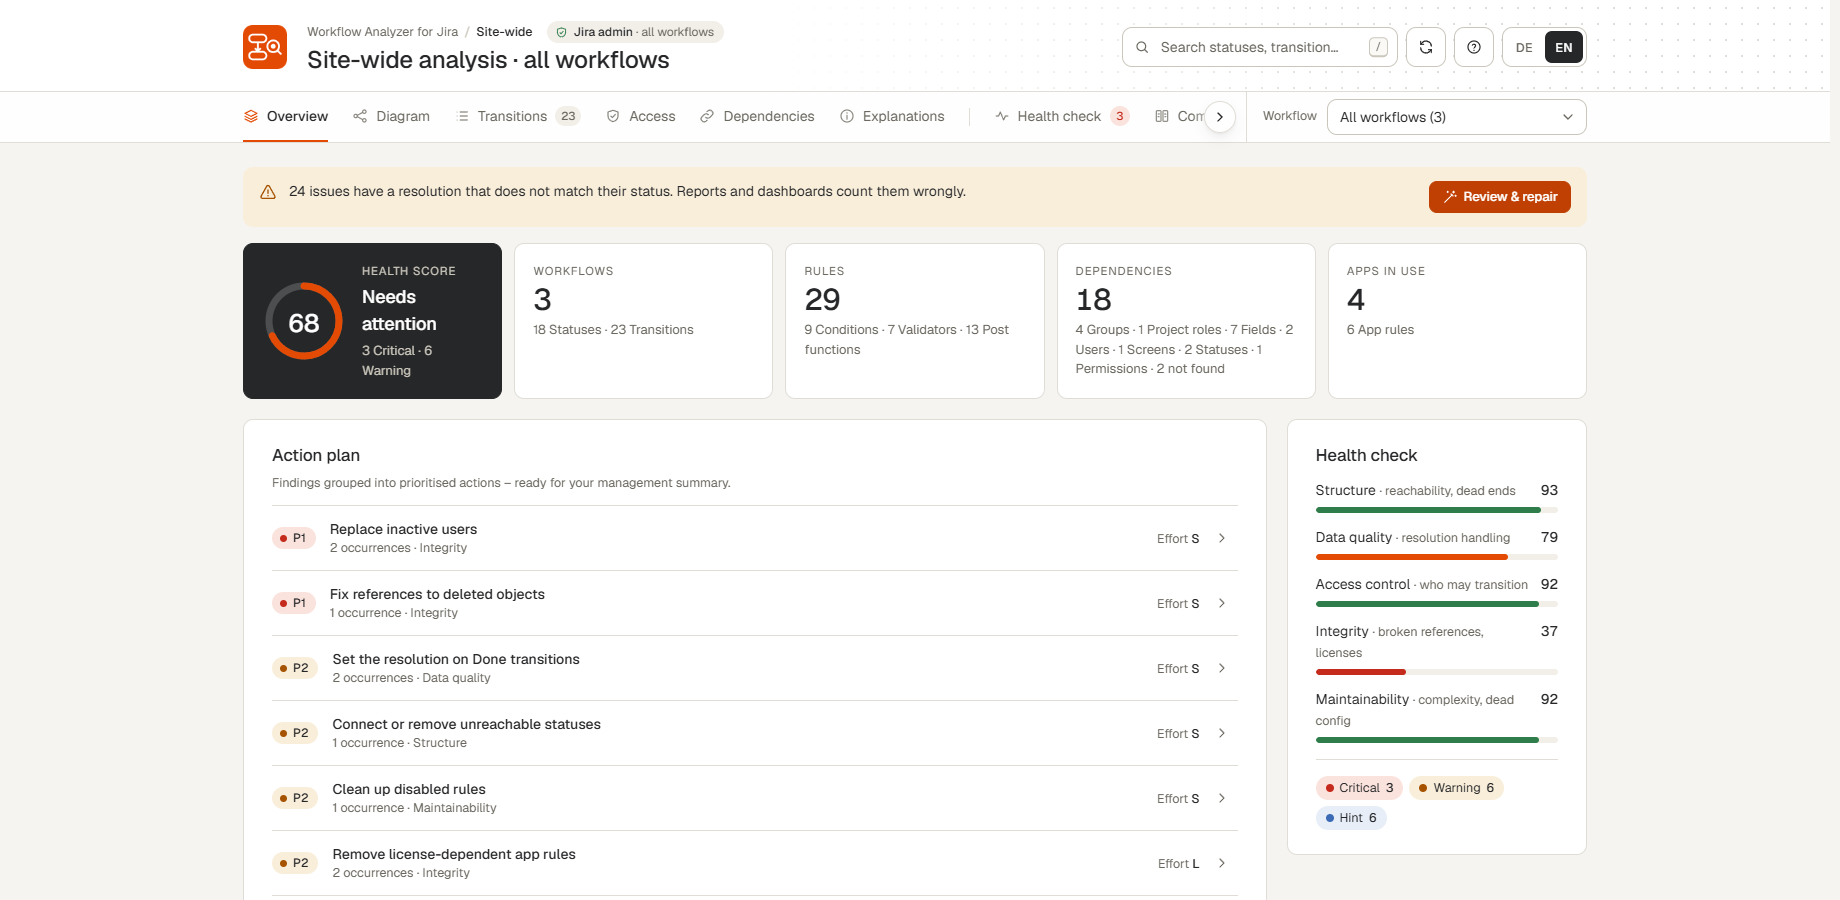 Workflow Analyzer for Jira / Site-wide
Jira admin · all workflows
Site-wide analysis · all workflows
Search statuses, transition... /
DE EN
Overview
Diagram
Transitions 23
Access
Dependencies
Explanations
Health check 3
Com
Workflow
All workflows (3)
24 issues have a resolution that does not match their status. Reports and dashboards count them wrongly.
Review & repair
68
HEALTH SCORE
Needs
attention
3 Critical · 6
Warning
WORKFLOWS
3
18 Statuses · 23 Transitions
RULES
29
9 Conditions · 7 Validators · 13 Post
functions
DEPENDENCIES
18
4 Groups · 1 Project roles · 7 Fields · 2
Users · 1 Screens · 2 Statuses · 1
Permissions · 2 not found
APPS IN USE
4
6 App rules
Action plan
Findings grouped into prioritised actions – ready for your management summary.
P1
Replace inactive users
2 occurrences · Integrity
Effort S
P1
Fix references to deleted objects
1 occurrence · Integrity
Effort S
P2
Set the resolution on Done transitions
2 occurrences · Data quality
Effort S
P2
Connect or remove unreachable statuses
1 occurrence · Structure
Effort S
P2
Clean up disabled rules
1 occurrence · Maintainability
Effort S
P2
Remove license-dependent app rules
2 occurrences · Integrity
Effort L
Health check
Structure · reachability, dead ends 93
Data quality · resolution handling 79
Access control · who may transition 92
Integrity · broken references, 37
licenses
Maintainability · complexity, dead 92
config
Critical 3
Warning 6
Hint 6